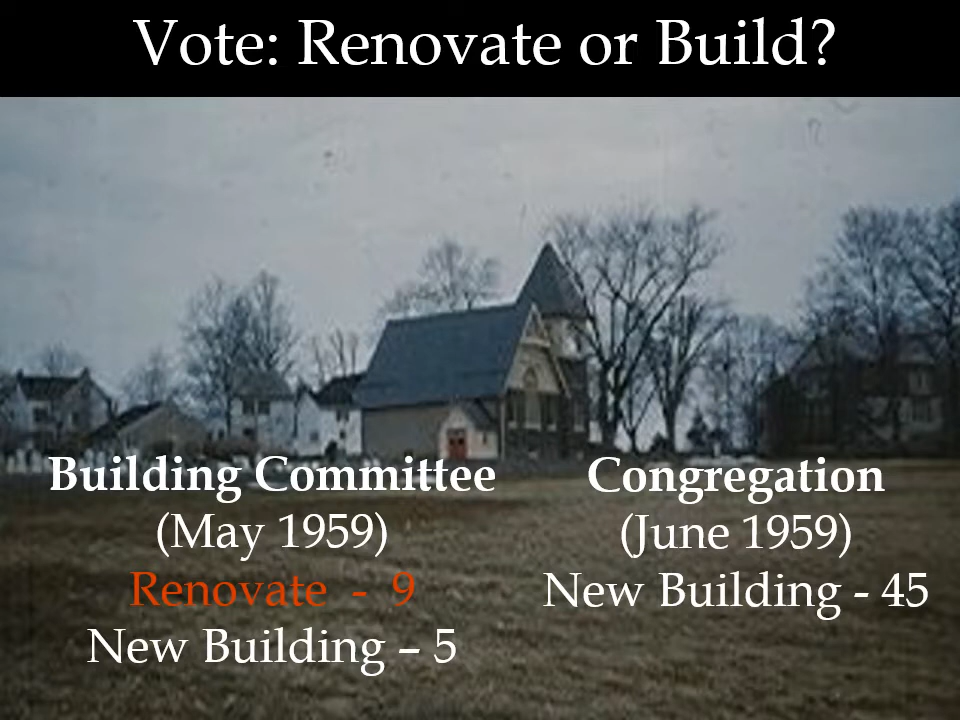 Vote: Renovate or Build?
Building Committee
(May 1959)
Renovate - 9
New Building – 5
Congregation
(June 1959)
New Building - 45